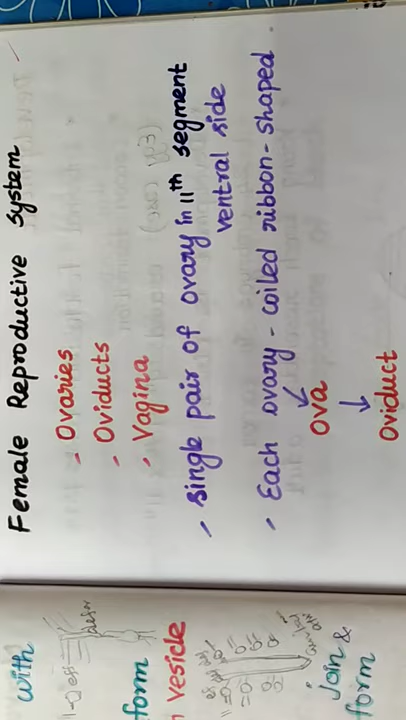 Female Reproductive System
- Ovaries
- Oviducts
- Vagina
- Single pair of ovary in 11th segment
ventral side
- Each ovary - coiled ribbon-shaped.
Ova
Oviduct
with
form
vesicle
join &
form